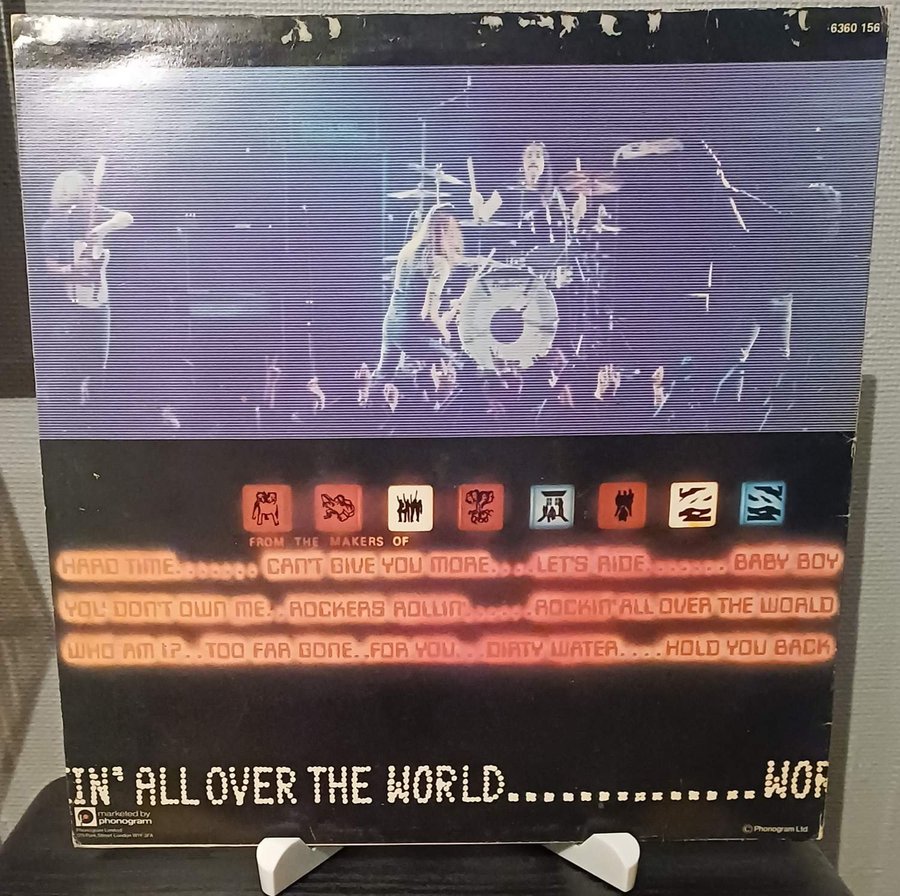 6360 156
FROM THE MAKERS OF
HARD TIME....... CAN'T GIVE YOU MORE....LET'S RIDE....... BABY BOY
YOU DON'T OWN ME..ROCKERS ROLLIN'......ROCKIN' ALL OVER THE WORLD
WHO AM I?..TOO FAR GONE..FOR YOU...DIRTY WATER....HOLD YOU BACK
IN' ALL OVER THE WORLD..............WOR
marketed by
phonogram
Phonogram Limited
© Phonogram Ltd